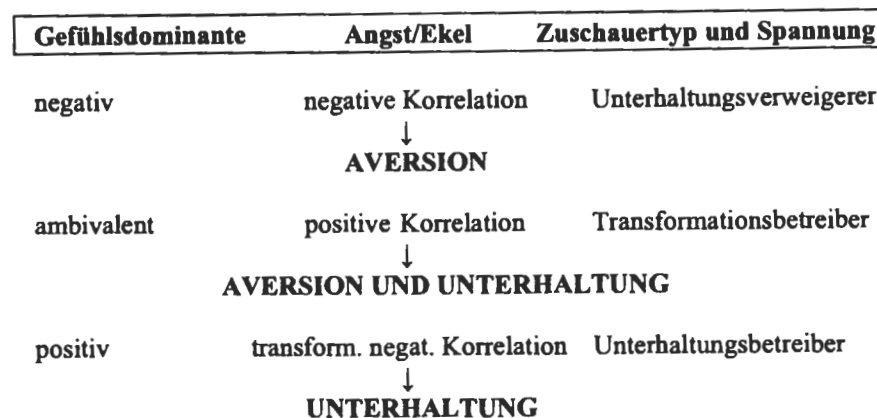 Gefühlsdominante Angst/Ekel Zuschauertyp und Spannung
negativ negative Korrelation Unterhaltungsverweigerer
↓
AVERSION
ambivalent positive Korrelation Transformationsbetreiber
↓
AVERSION UND UNTERHALTUNG
positiv transform. negat. Korrelation Unterhaltungsbetreiber
↓
UNTERHALTUNG